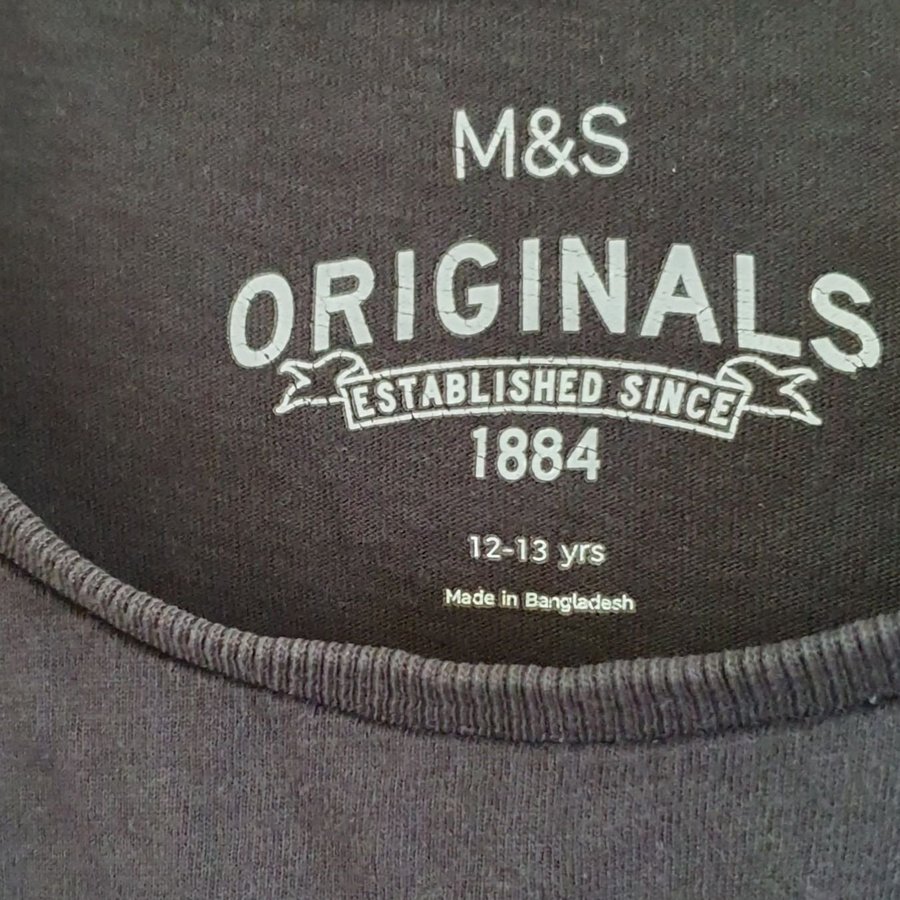 M&S
ORIGINALS
ESTABLISHED SINCE
1884
12-13 yrs
Made in Bangladesh